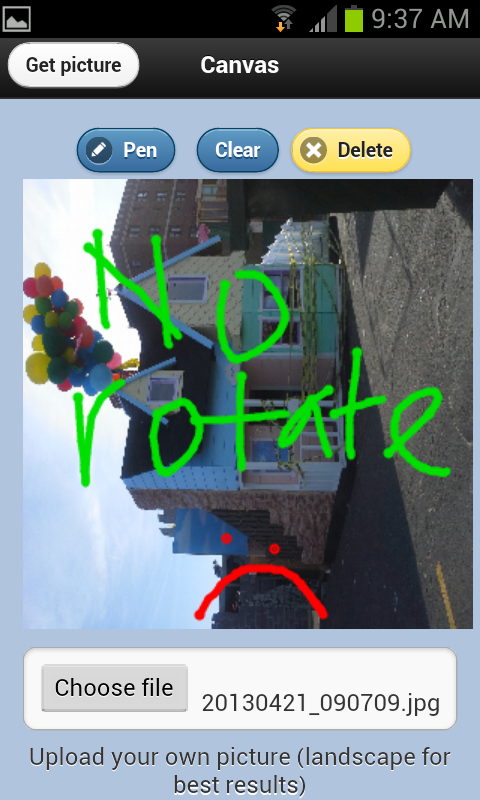 9:37 AM
Get picture
Canvas
Pen
Clear
Delete
No
rotate
Choose file
20130421_090709.jpg
Upload your own picture (landscape for
best results)